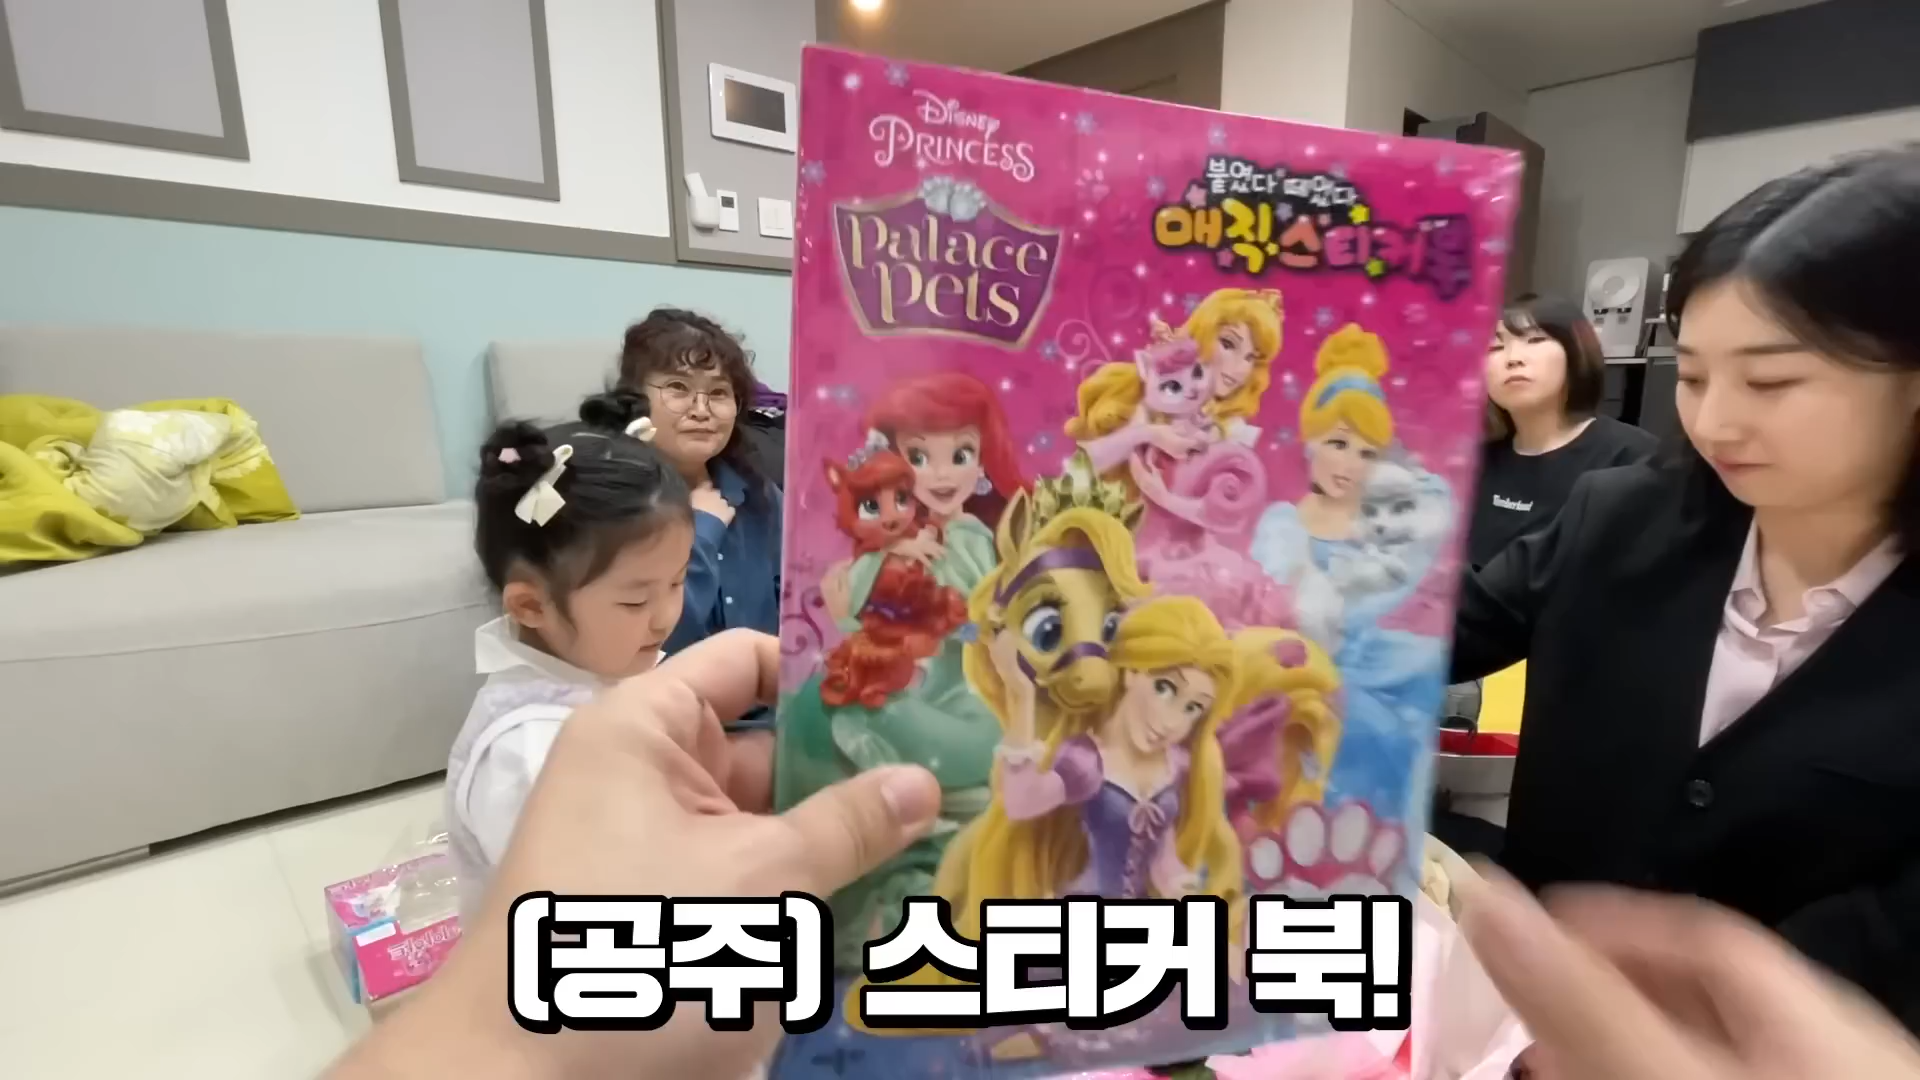 Disney
PRINCESS
Palace
Pets
붙였다 떼었다
매직스티커북
Timberland
(공주) 스티커 북!